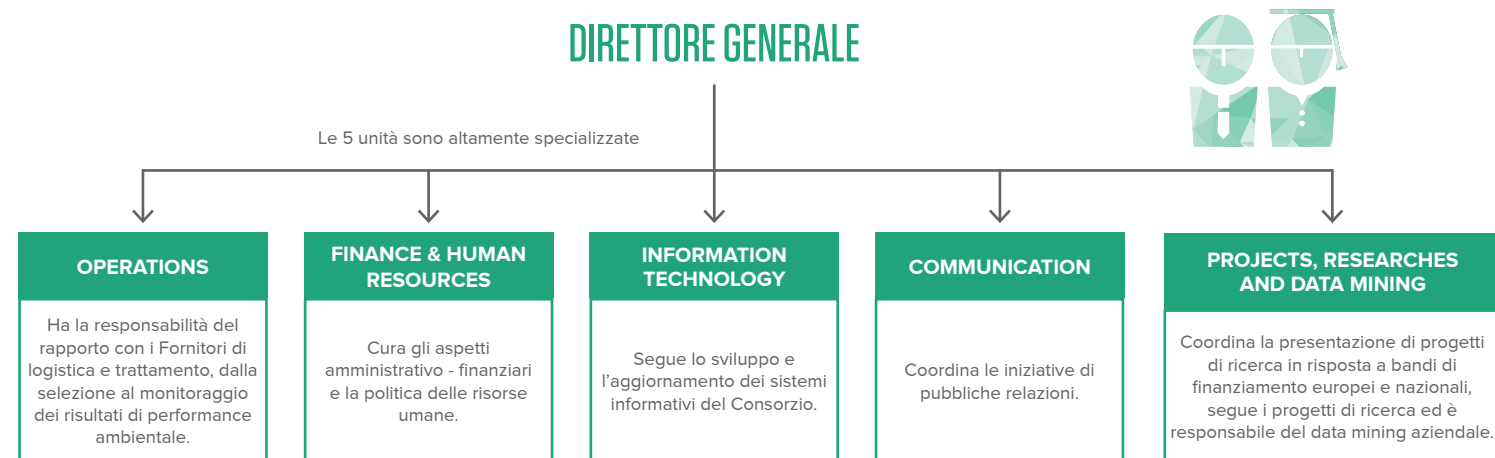 DIRETTORE GENERALE
Le 5 unità sono altamente specializzate
OPERATIONS
Ha la responsabilità del
rapporto con i Fornitori di
logistica e trattamento, dalla
selezione al monitoraggio
dei risultati di performance
ambientale.
FINANCE & HUMAN
RESOURCES
Cura gli aspetti
amministrativo - finanziari
e la politica delle risorse
umane.
INFORMATION
TECHNOLOGY
Segue lo sviluppo e
l’aggiornamento dei sistemi
informativi del Consorzio.
COMMUNICATION
Coordina le iniziative di
pubbliche relazioni.
PROJECTS, RESEARCHES
AND DATA MINING
Coordina la presentazione di progetti
di ricerca in risposta a bandi di
finanziamento europei e nazionali,
segue i progetti di ricerca ed è
responsabile del data mining aziendale.